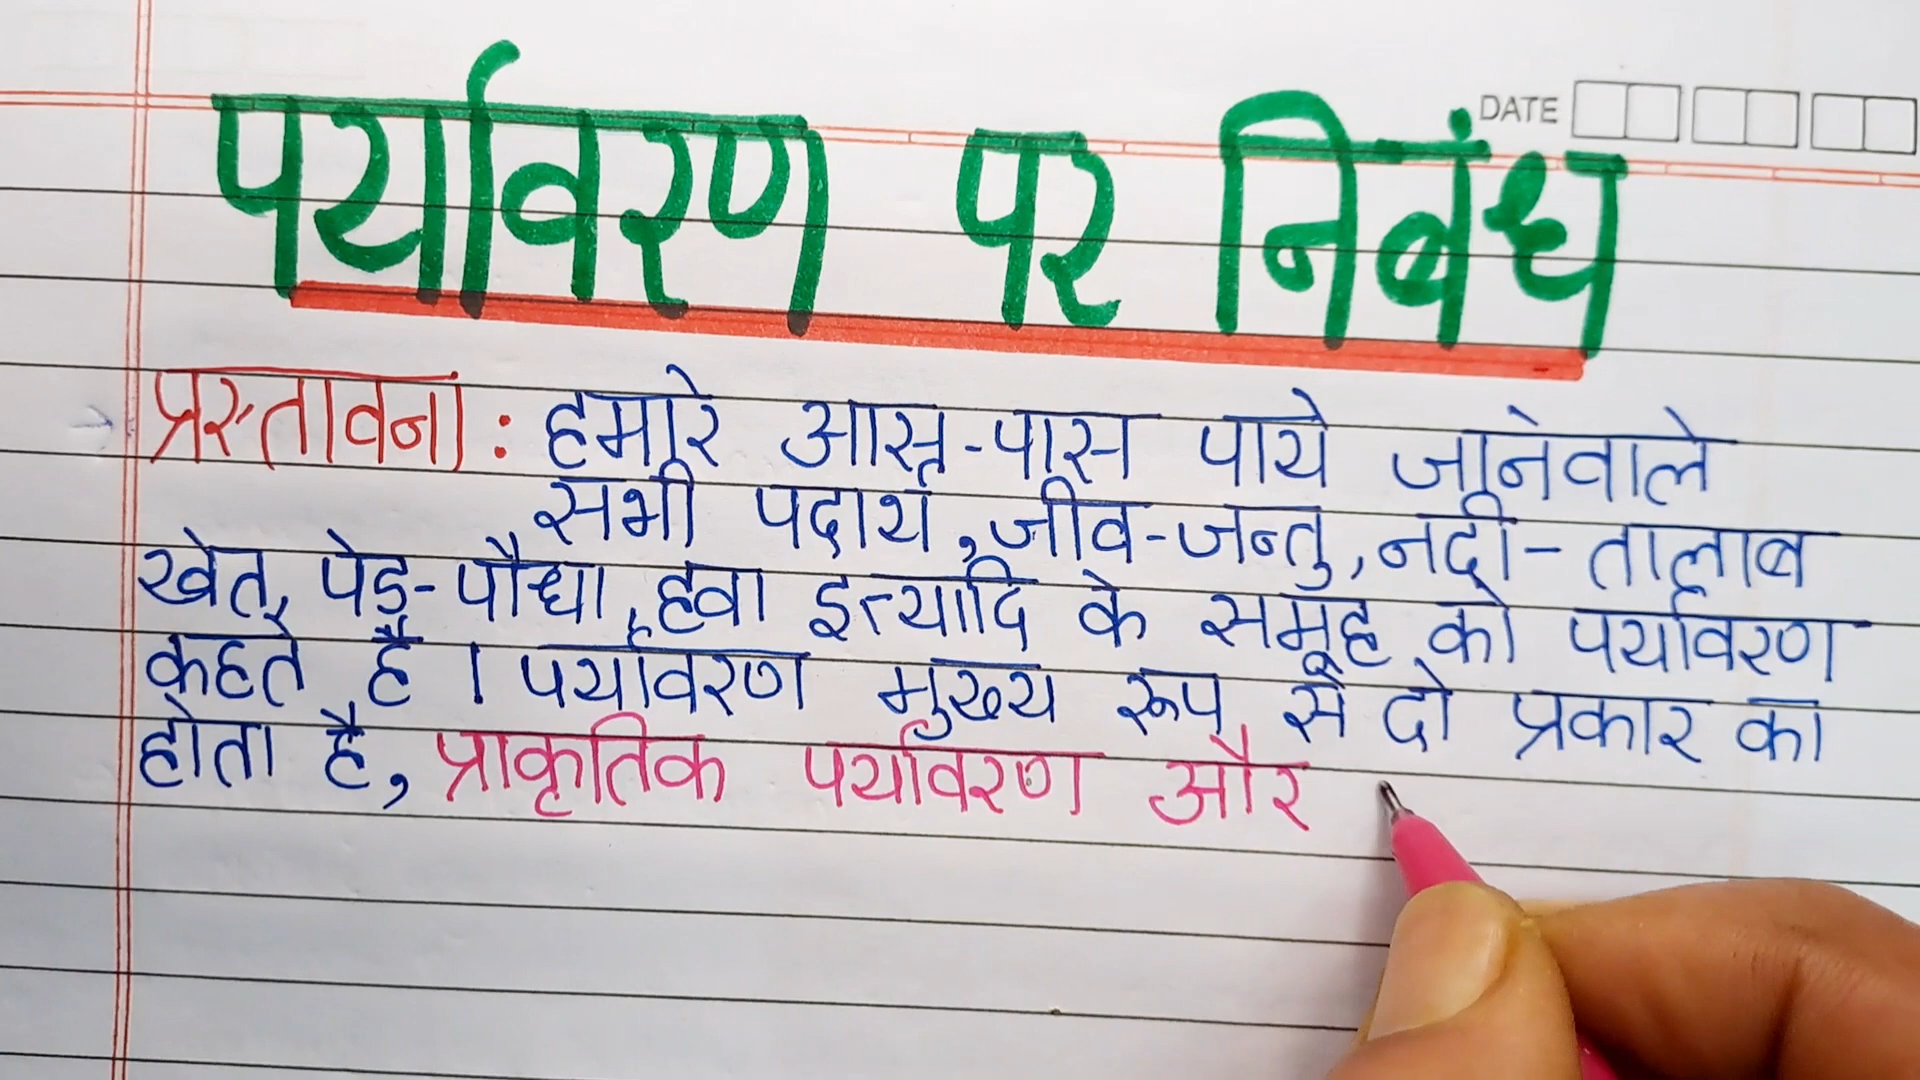 DATE
पर्यावरण पर निबंध
प्रस्तावना : हमारे आस-पास पाये जानेवाले
सभी पदार्थ, जीव-जन्तु, नदी-तालाब
खेत, पेड़-पौधा, हवा इत्यादि के समूह को पर्यावरण
कहते हैं । पर्यावरण मुख्य रूप से दो प्रकार का
होता है, प्राकृतिक पर्यावरण और